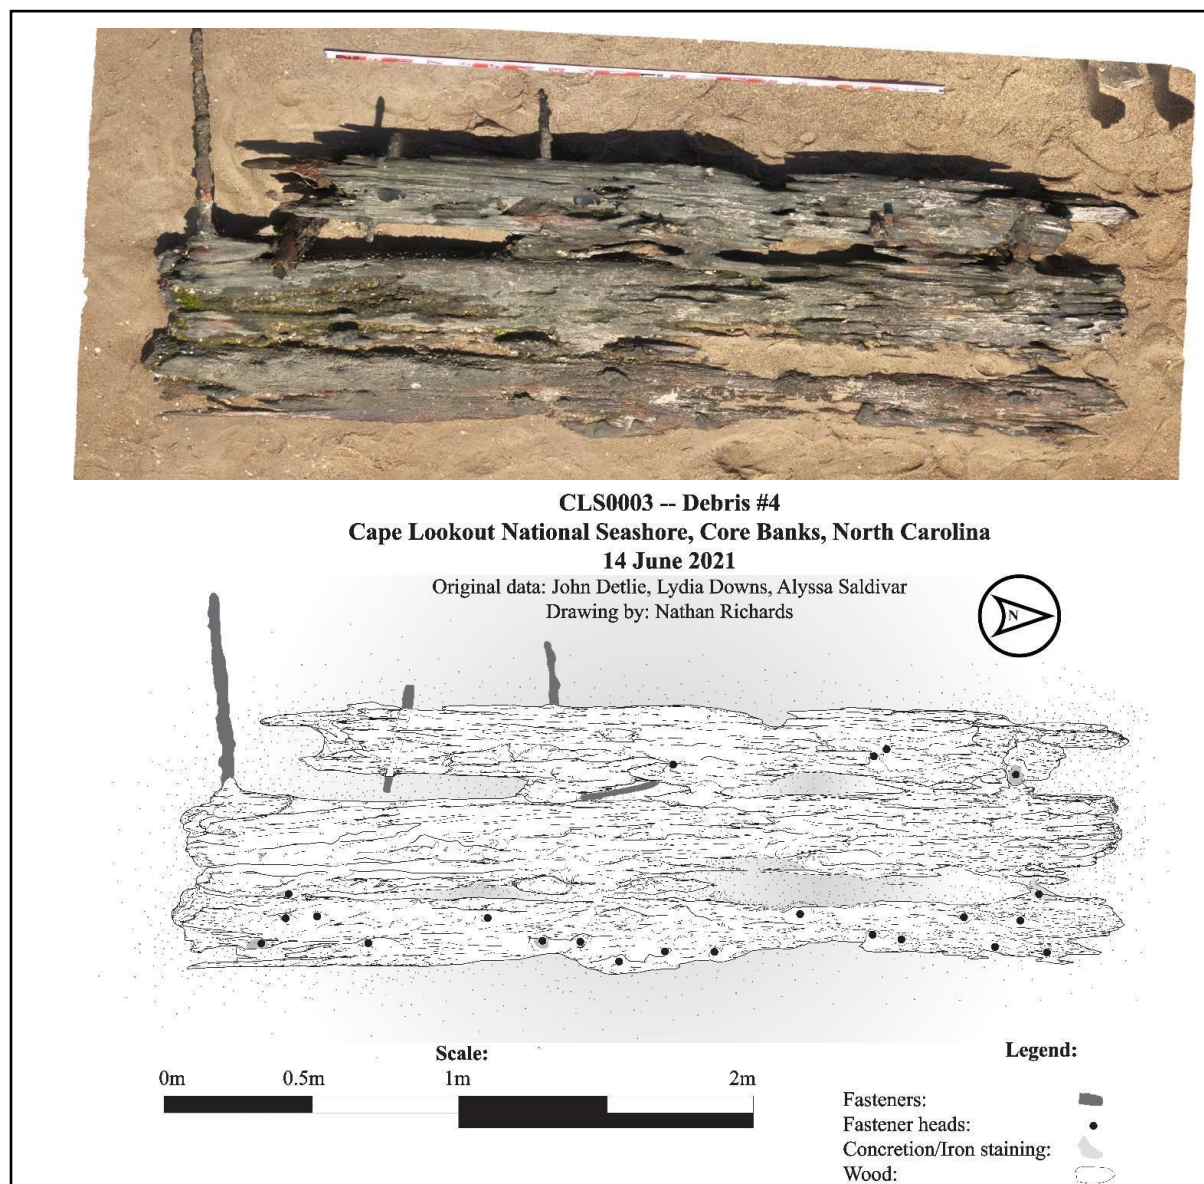 CLS0003 -- Debris #4
Cape Lookout National Seashore, Core Banks, North Carolina
14 June 2021
Original data: John Detlie, Lydia Downs, Alyssa Saldivar
Drawing by: Nathan Richards
N
Scale:
0m 0.5m 1m 2m
Legend:
Fasteners:
Fastener heads:
Concretion/Iron staining:
Wood: